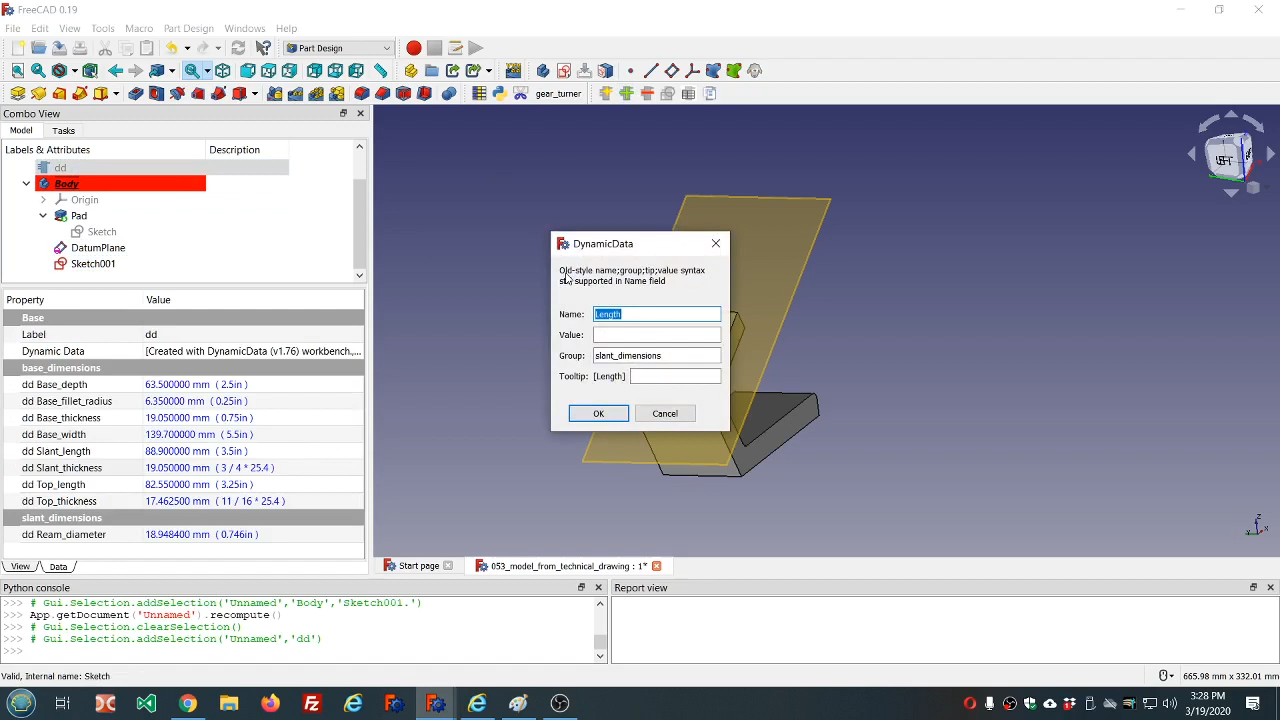 FreeCAD 0.19
File Edit View Tools Macro Part Design Windows Help
Part Design
gear_turner
Combo View
Model Tasks
Labels & Attributes Description
dd
Body
Origin
Pad
Sketch
DatumPlane
Sketch001
Property Value
Base
Label dd
Dynamic Data [Created with DynamicData (v1.76) workbench,...
base_dimensions
dd Base_depth 63.500000 mm ( 2.5in )
dd Base_fillet_radius 6.350000 mm ( 0.25in )
dd Base_thickness 19.050000 mm ( 0.75in )
dd Base_width 139.700000 mm ( 5.5in )
dd Slant_length 88.900000 mm ( 3.5in )
dd Slant_thickness 19.050000 mm ( 3 / 4 * 25.4 )
dd Top_length 82.550000 mm ( 3.25in )
dd Top_thickness 17.462500 mm ( 11 / 16 * 25.4 )
slant_dimensions
dd Ream_diameter 18.948400 mm ( 0.746in )
View Data
DynamicData
Old-style name;group;tip;value syntax
supported in Name field
Name: Length
Value:
Group: slant_dimensions
Tooltip: [Length]
OK Cancel
LEFT
Z
X
Start page 053_model_from_technical_drawing : 1*
Python console
>>> # Gui.Selection.addSelection('Unnamed','Body','Sketch001.')
>>> App.getDocument('Unnamed').recompute()
>>> # Gui.Selection.clearSelection()
>>> # Gui.Selection.addSelection('Unnamed','dd')
>>>
Report view
Valid, Internal name: Sketch
665.98 mm x 332.01 mm
3:28 PM
3/19/2020